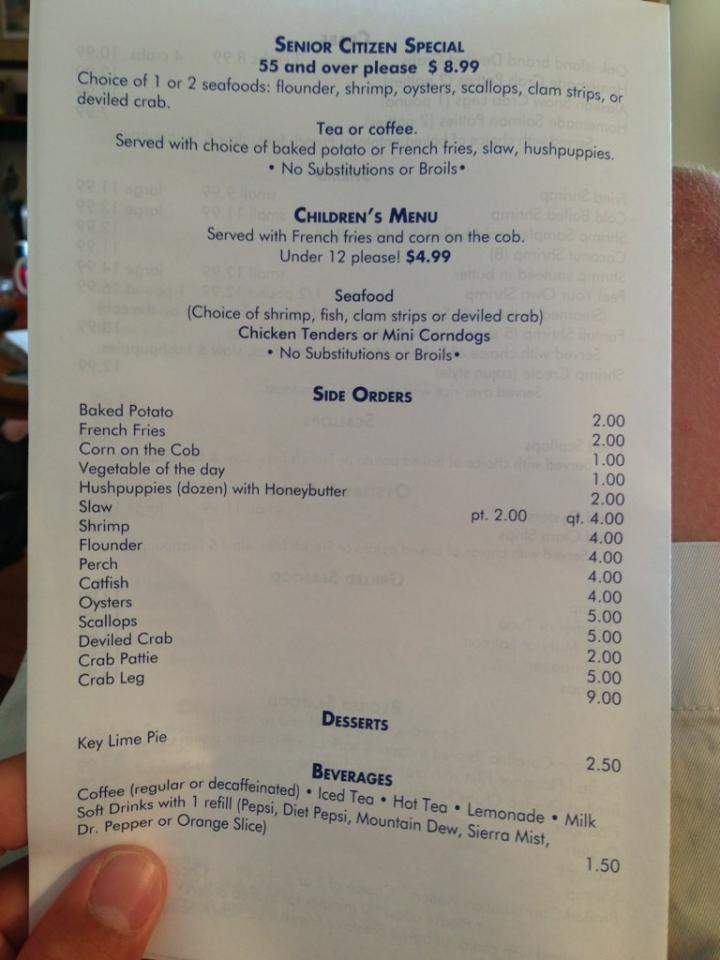 SENIOR CITIZEN SPECIAL
55 and over please $ 8.99
Choice of 1 or 2 seafoods: flounder, shrimp, oysters, scallops, clam strips, or
deviled crab.
Tea or coffee.
Served with choice of baked potato or French fries, slaw, hushpuppies.
• No Substitutions or Broils•
CHILDREN'S MENU
Served with French fries and corn on the cob.
Under 12 please! $4.99
Seafood
(Choice of shrimp, fish, clam strips or deviled crab)
Chicken Tenders or Mini Corndogs
• No Substitutions or Broils•
SIDE ORDERS
Baked Potato 2.00
French Fries 2.00
Corn on the Cob 1.00
Vegetable of the day 1.00
Hushpuppies (dozen) with Honeybutter 2.00
Slaw pt. 2.00 qt. 4.00
Shrimp 4.00
Flounder 4.00
Perch 4.00
Catfish 4.00
Oysters 5.00
Scallops 5.00
Deviled Crab 2.00
Crab Pattie 5.00
Crab Leg 9.00
DESSERTS
Key Lime Pie 2.50
BEVERAGES
Coffee (regular or decaffeinated) • Iced Tea • Hot Tea • Lemonade • Milk
Soft Drinks with 1 refill (Pepsi, Diet Pepsi, Mountain Dew, Sierra Mist,
Dr. Pepper or Orange Slice) 1.50